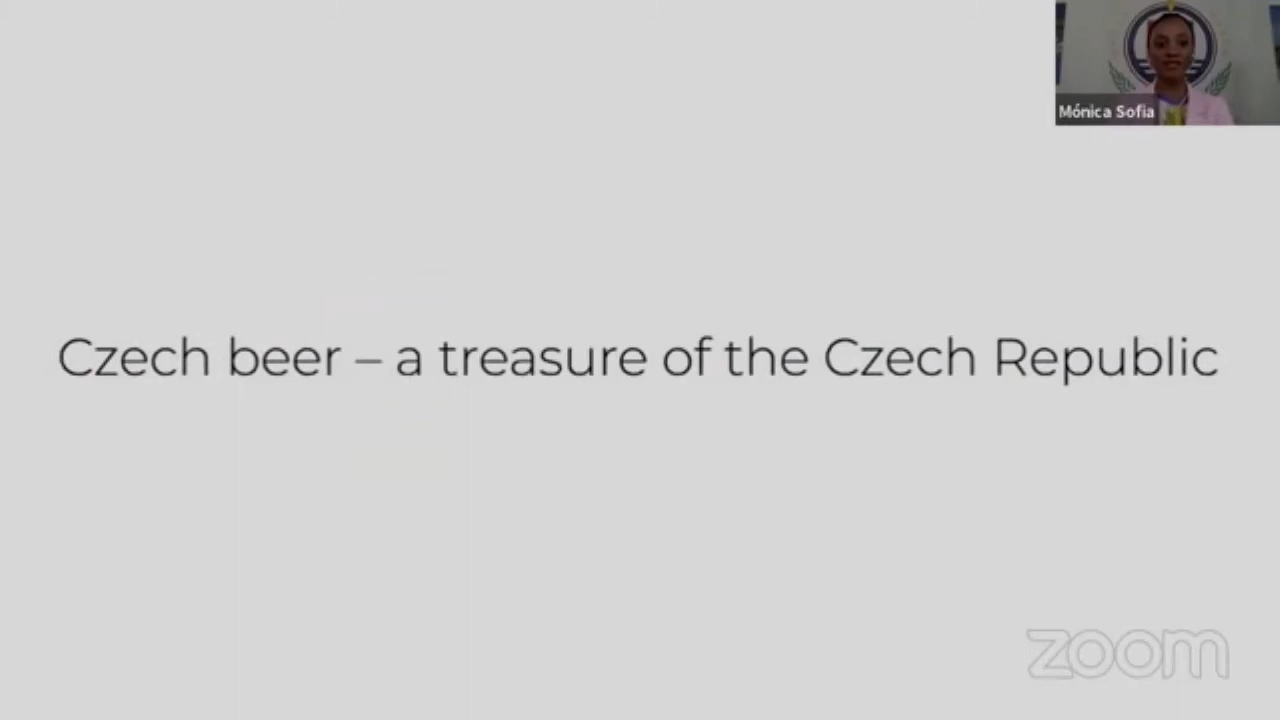 Mónica Sofia
Czech beer – a treasure of the Czech Republic
zoom